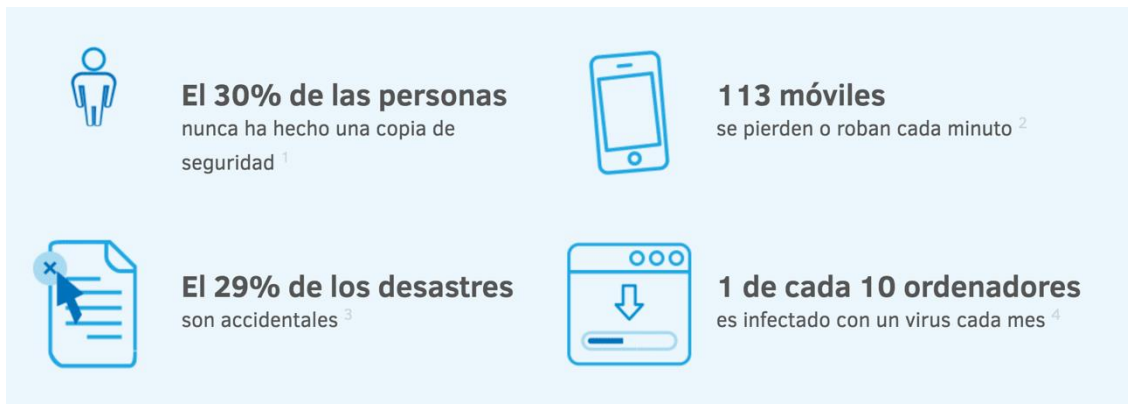 El 30% de las personas
nunca ha hecho una copia de
seguridad 1
113 móviles
se pierden o roban cada minuto 2
El 29% de los desastres
son accidentales 3
1 de cada 10 ordenadores
es infectado con un virus cada mes 4